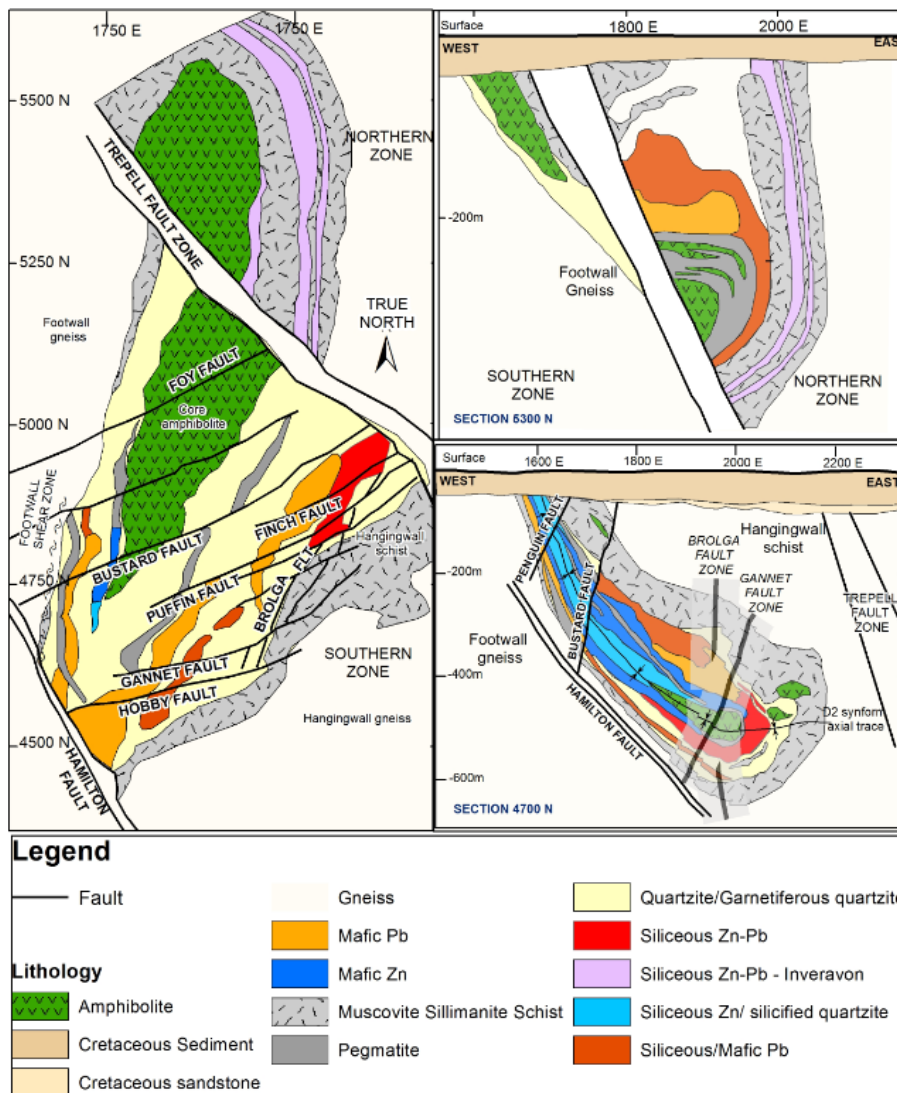 1750 E
1750 E
5500 N
5250 N
5000 N
4750 N
4500 N
NORTHERN
ZONE
TREPELL FAULT ZONE
Footwall
gneiss
TRUE
NORTH
FOY FAULT
Core
amphibolite
FOOTWALL
SHEAR ZONE
BUSTARD FAULT
FINCH FAULT
PUFFIN FAULT
BROLGA FLT
Hangingwall
schist
GANNET FAULT
HOBBY FAULT
SOUTHERN
ZONE
Hangingwall gneiss
HAMILTON
FAULT
Surface
1800 E
2000 E
WEST
EAS
-200m
Footwall
Gneiss
SOUTHERN
ZONE
NORTHERN
ZONE
SECTION 5300 N
Surface
1600 E
1800 E
2000 E
2200 E
WEST
EAST
PENGUIN FAULT
BUSTARD FAULT
BROLGA
FAULT
ZONE
Hangingwall
schist
GANNET
FAULT
ZONE
TREPELL
FAULT
ZONE
-200m
Footwall
gneiss
-400m
HAMILTON FAULT
D2 synform
axial trace
-600m
SECTION 4700 N
Legend
Fault
Lithology
Amphibolite
Cretaceous Sediment
Cretaceous sandstone
Gneiss
Mafic Pb
Mafic Zn
Muscovite Sillimanite Schist
Pegmatite
Quartzite/Garnetiferous quartzite
Siliceous Zn-Pb
Siliceous Zn-Pb - Inveravon
Siliceous Zn/ silicified quartzite
Siliceous/Mafic Pb